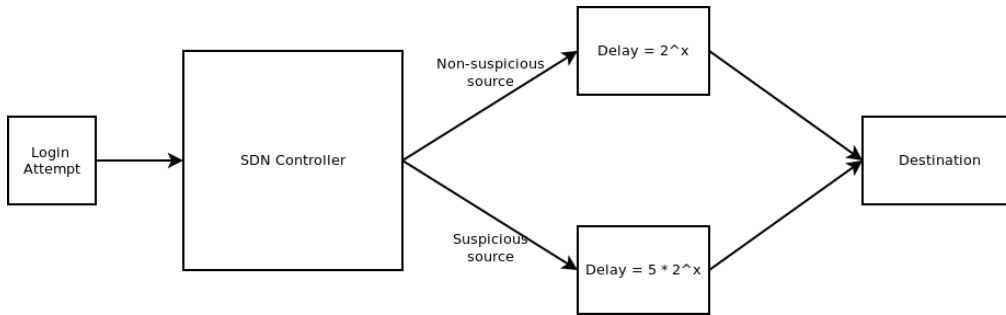 Login
Attempt
SDN Controller
Non-suspicious
source
Suspicious
source
Delay = 2^x
Delay = 5 * 2^x
Destination